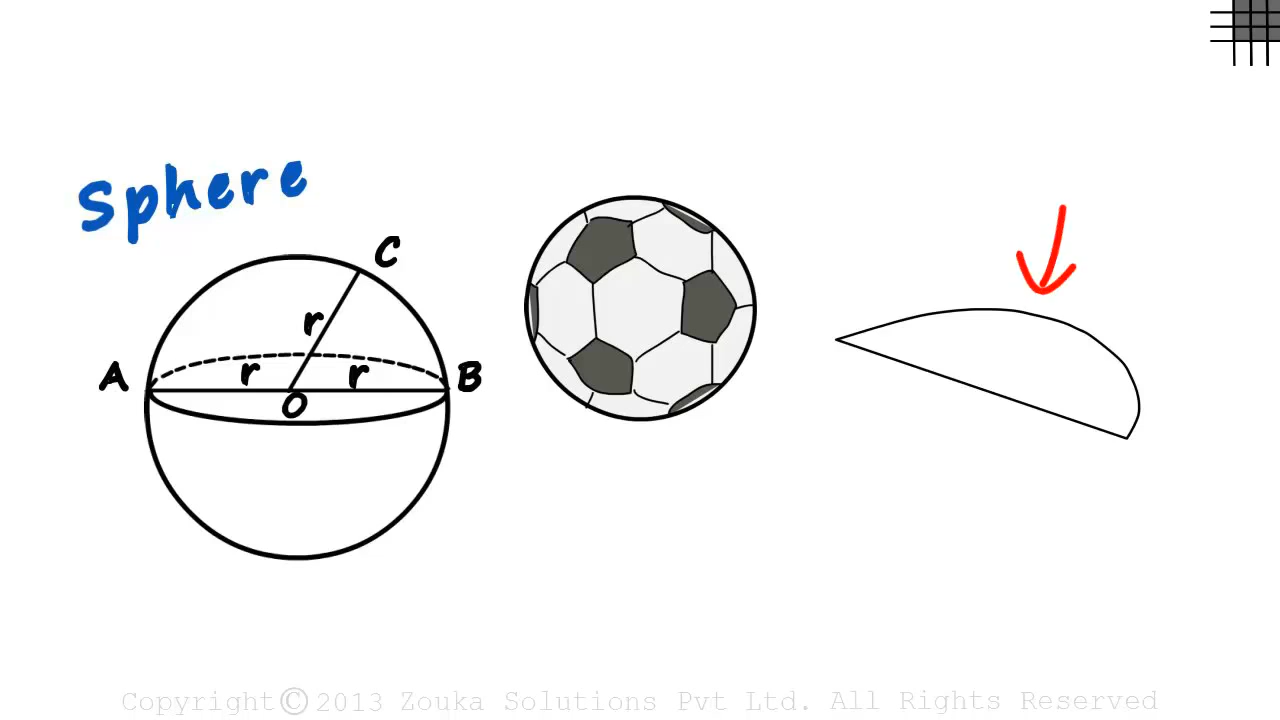 Sphere
C
r
A r r B
O
Copyright© 2013 Zouka Solutions Pvt Ltd. All Rights Reserved